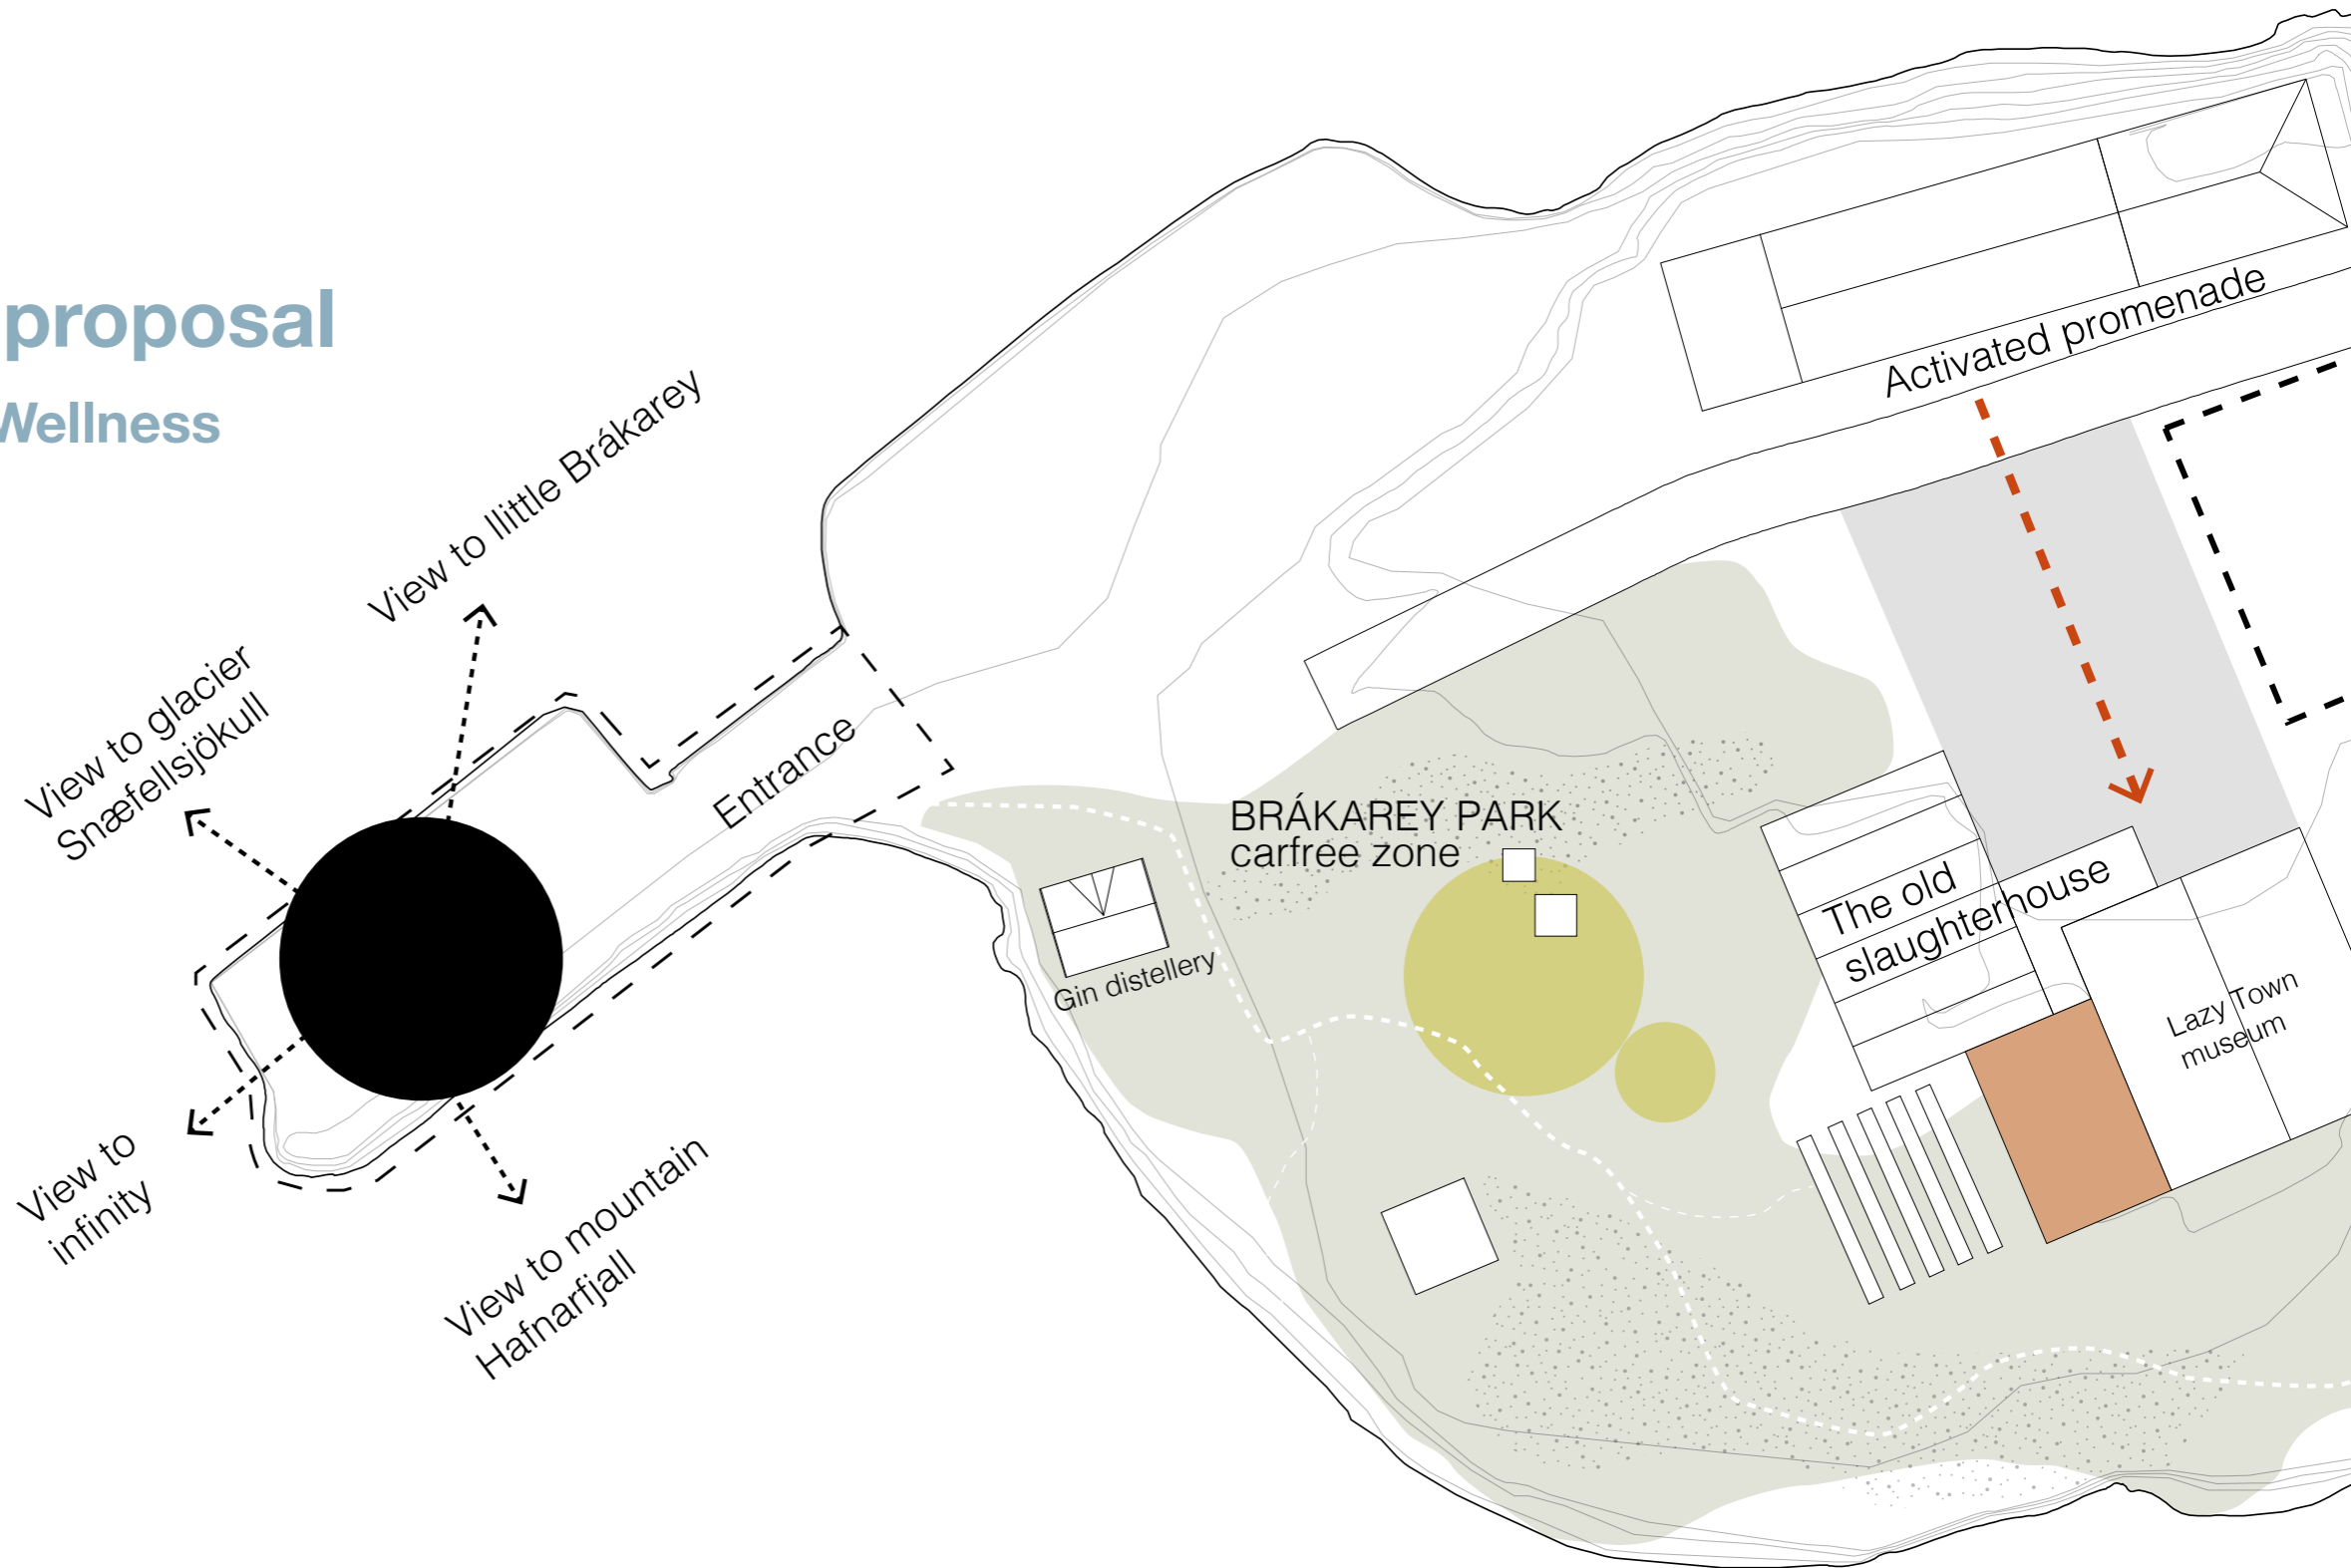 proposal
Wellness
View to llittle Brákarey
View to glacier
Snæfellsjökull
Entrance
View to
infinity
View to mountain
Hafnarfjall
Activated promenade
BRÁKAREY PARK
carfree zone
Gin distellery
The old
slaughterhouse
Lazy Town
museum